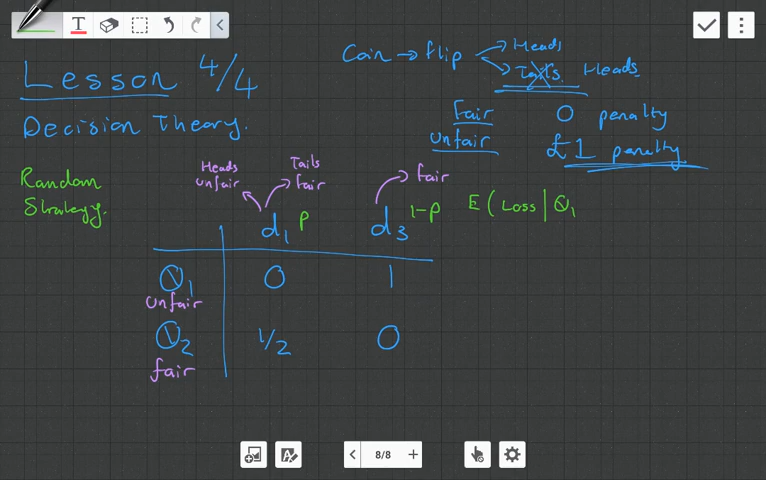 T
Lesson 4/4
Decision Theory.
Coin → flip
Heads
Tails. Heads
Fair 0 penalty
Unfair £1 penalty
Random
Strategy.
Heads
unfair
Tails
fair
fair
d1 p
d3 1-p
E ( Loss | θ1
θ1 0 1
unfair
θ2 1/2 0
fair
8/8